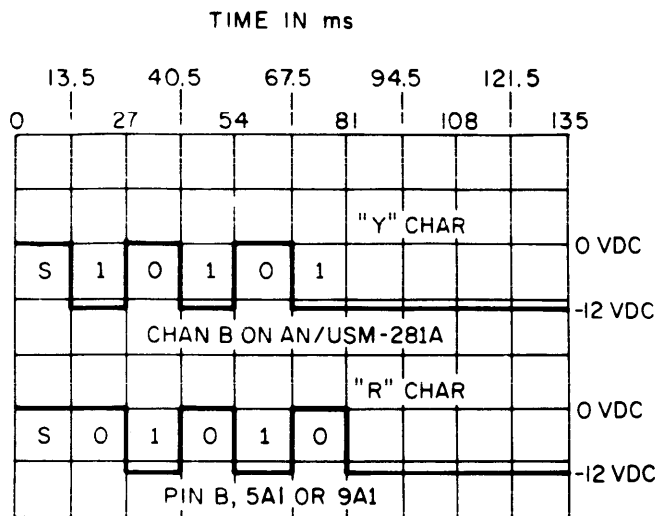 TIME IN ms
13.5 40.5 67.5 94.5 121.5
0 27 54 81 108 135
"Y" CHAR
0 VDC
S 1 0 1 0 1
-12 VDC
CHAN B ON AN/USM-281A
"R" CHAR
0 VDC
S 0 1 0 1 0
-12 VDC
PIN B, 5A1 OR 9A1